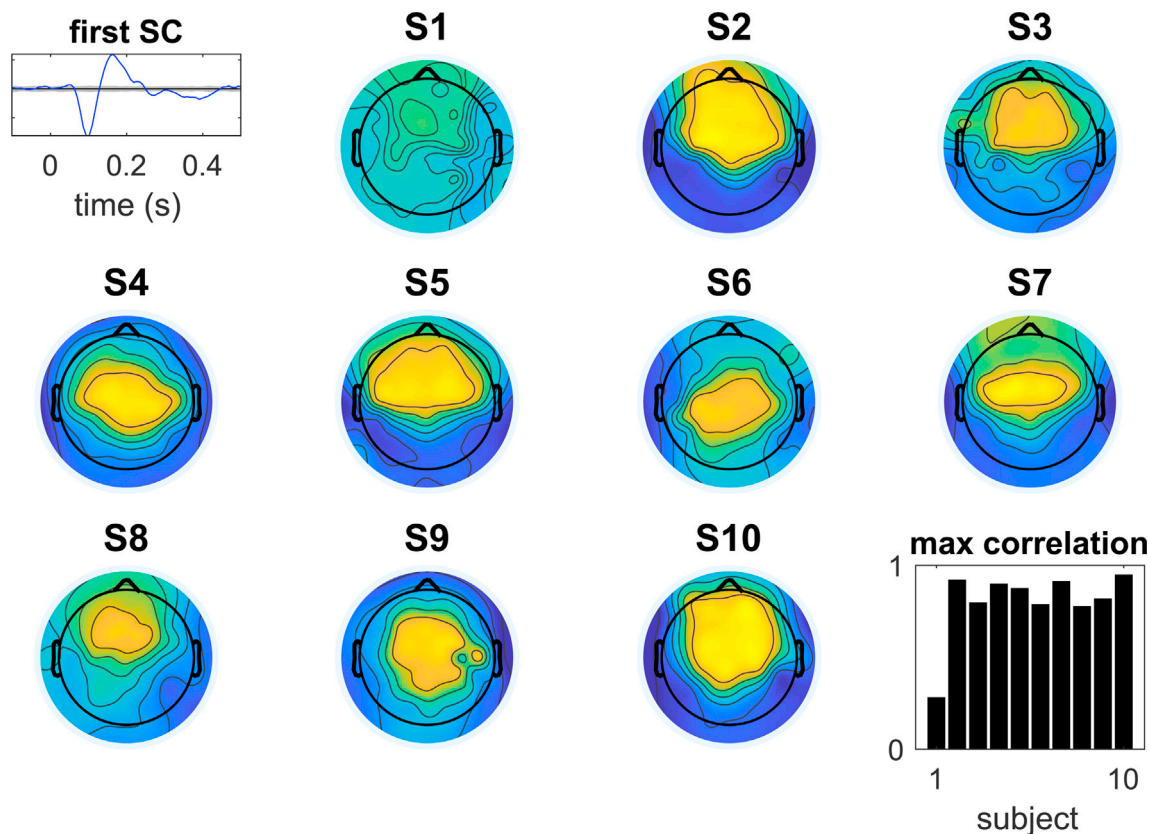 first SC
S1
S2
S3
0
0.2
0.4
time (s)
S4
S5
S6
S7
S8
S9
S10
max correlation
1
0
1
10
subject